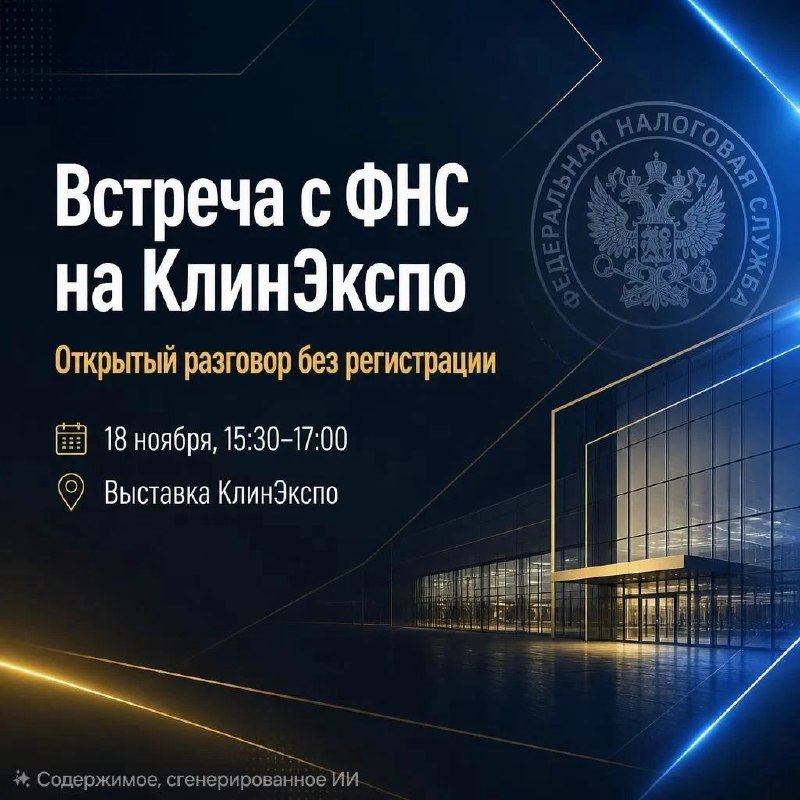 ФЕДЕРАЛЬНАЯ НАЛОГОВАЯ СЛУЖБА
Встреча с ФНС
на КлинЭкспо
Открытый разговор без регистрации
18 ноября, 15:30–17:00
Выставка КлинЭкспо
Содержимое, сгенерированное ИИ